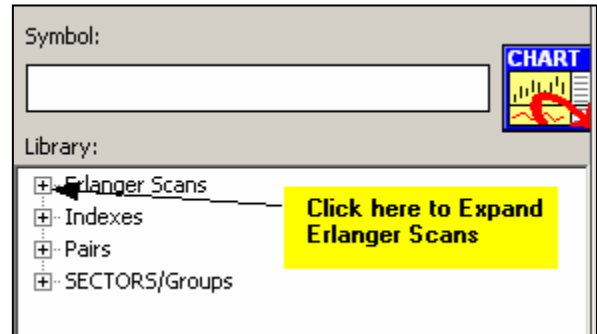 Symbol:
CHART
Library:
Erlanger Scans
Indexes
Pairs
SECTORS/Groups
Click here to Expand
Erlanger Scans